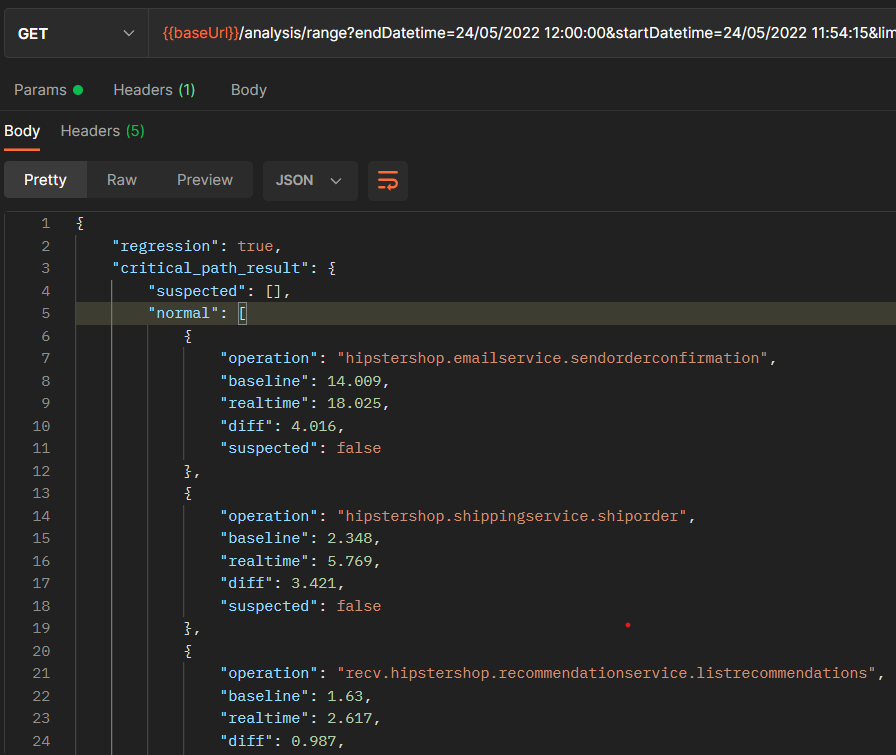 GET {{baseUrl}}/analysis/range?endDatetime=24/05/2022 12:00:00&startDatetime=24/05/2022 11:54:15&lim
Params Headers (1) Body
Body Headers (5)
Pretty Raw Preview JSON
1 {
2 "regression": true,
3 "critical_path_result": {
4 "suspected": [],
5 "normal": [
6 {
7 "operation": "hipstershop.emailservice.sendorderconfirmation",
8 "baseline": 14.009,
9 "realtime": 18.025,
10 "diff": 4.016,
11 "suspected": false
12 },
13 {
14 "operation": "hipstershop.shippingservice.shiporder",
15 "baseline": 2.348,
16 "realtime": 5.769,
17 "diff": 3.421,
18 "suspected": false
19 },
20 {
21 "operation": "recv.hipstershop.recommendationservice.listrecommendations",
22 "baseline": 1.63,
23 "realtime": 2.617,
24 "diff": 0.987,